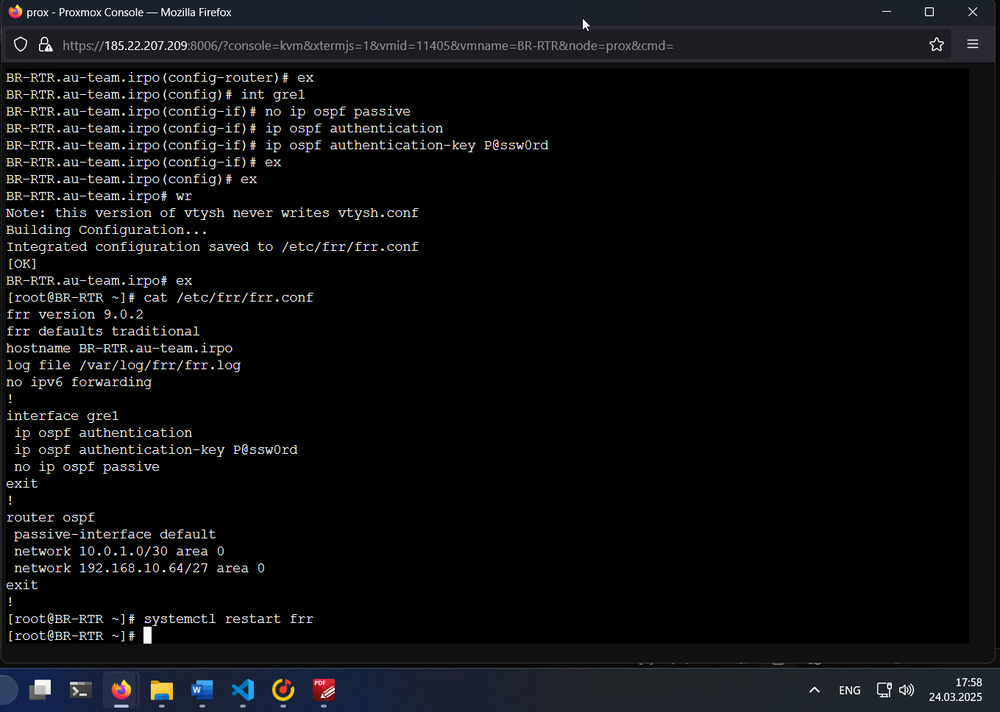 prox - Proxmox Console — Mozilla Firefox
https://185.22.207.209:8006/?console=kvm&xtermjs=1&vmid=11405&vmname=BR-RTR&node=prox&cmd=
BR-RTR.au-team.irpo(config-router)# ex
BR-RTR.au-team.irpo(config)# int gre1
BR-RTR.au-team.irpo(config-if)# no ip ospf passive
BR-RTR.au-team.irpo(config-if)# ip ospf authentication
BR-RTR.au-team.irpo(config-if)# ip ospf authentication-key P@ssw0rd
BR-RTR.au-team.irpo(config-if)# ex
BR-RTR.au-team.irpo(config)# ex
BR-RTR.au-team.irpo# wr
Note: this version of vtysh never writes vtysh.conf
Building Configuration...
Integrated configuration saved to /etc/frr/frr.conf
[OK]
BR-RTR.au-team.irpo# ex
[root@BR-RTR ~]# cat /etc/frr/frr.conf
frr version 9.0.2
frr defaults traditional
hostname BR-RTR.au-team.irpo
log file /var/log/frr/frr.log
no ipv6 forwarding
!
interface gre1
 ip ospf authentication
 ip ospf authentication-key P@ssw0rd
 no ip ospf passive
exit
!
router ospf
 passive-interface default
 network 10.0.1.0/30 area 0
 network 192.168.10.64/27 area 0
exit
!
[root@BR-RTR ~]# systemctl restart frr
[root@BR-RTR ~]#
W
PDF
ENG
17:58
24.03.2025